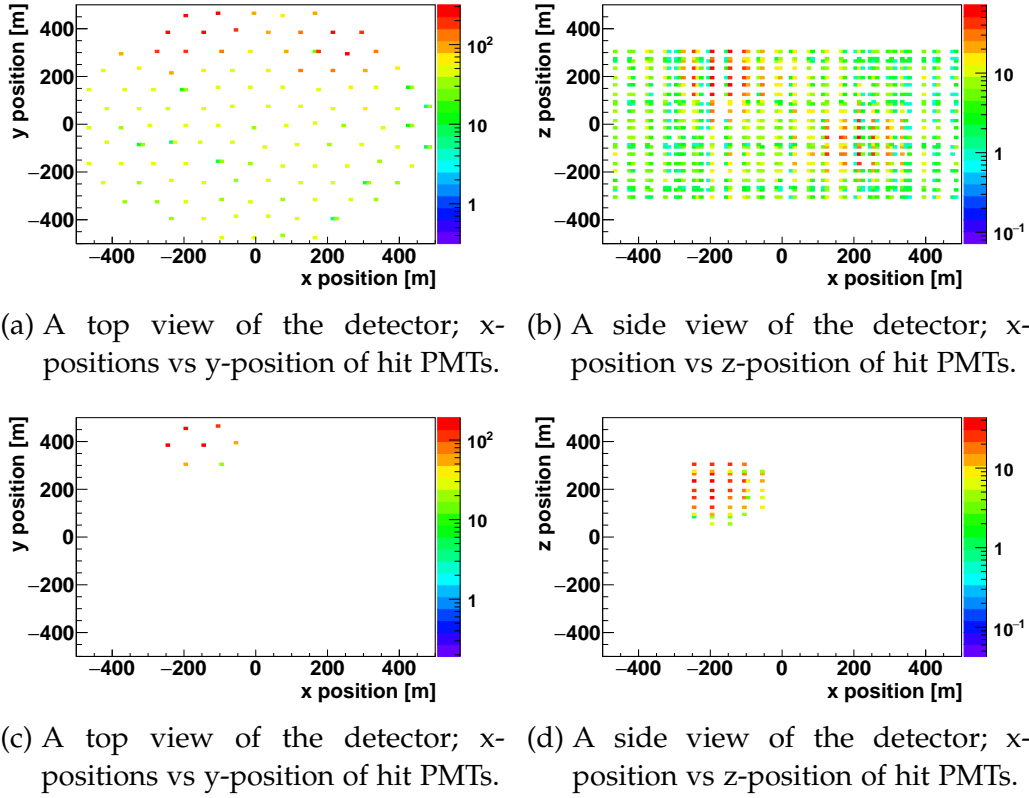 y position [m]
400
200
0
−200
−400
−400 −200 0 200 400
x position [m]
10²
10
1
z position [m]
400
200
0
−200
−400
−400 −200 0 200 400
x position [m]
10
1
10⁻¹
(a) A top view of the detector; x-
positions vs y-position of hit PMTs.
(b) A side view of the detector; x-
position vs z-position of hit PMTs.
y position [m]
400
200
0
−200
−400
−400 −200 0 200 400
x position [m]
10²
10
1
z position [m]
400
200
0
−200
−400
−400 −200 0 200 400
x position [m]
10
1
10⁻¹
(c) A top view of the detector; x-
positions vs y-position of hit PMTs.
(d) A side view of the detector; x-
position vs z-position of hit PMTs.